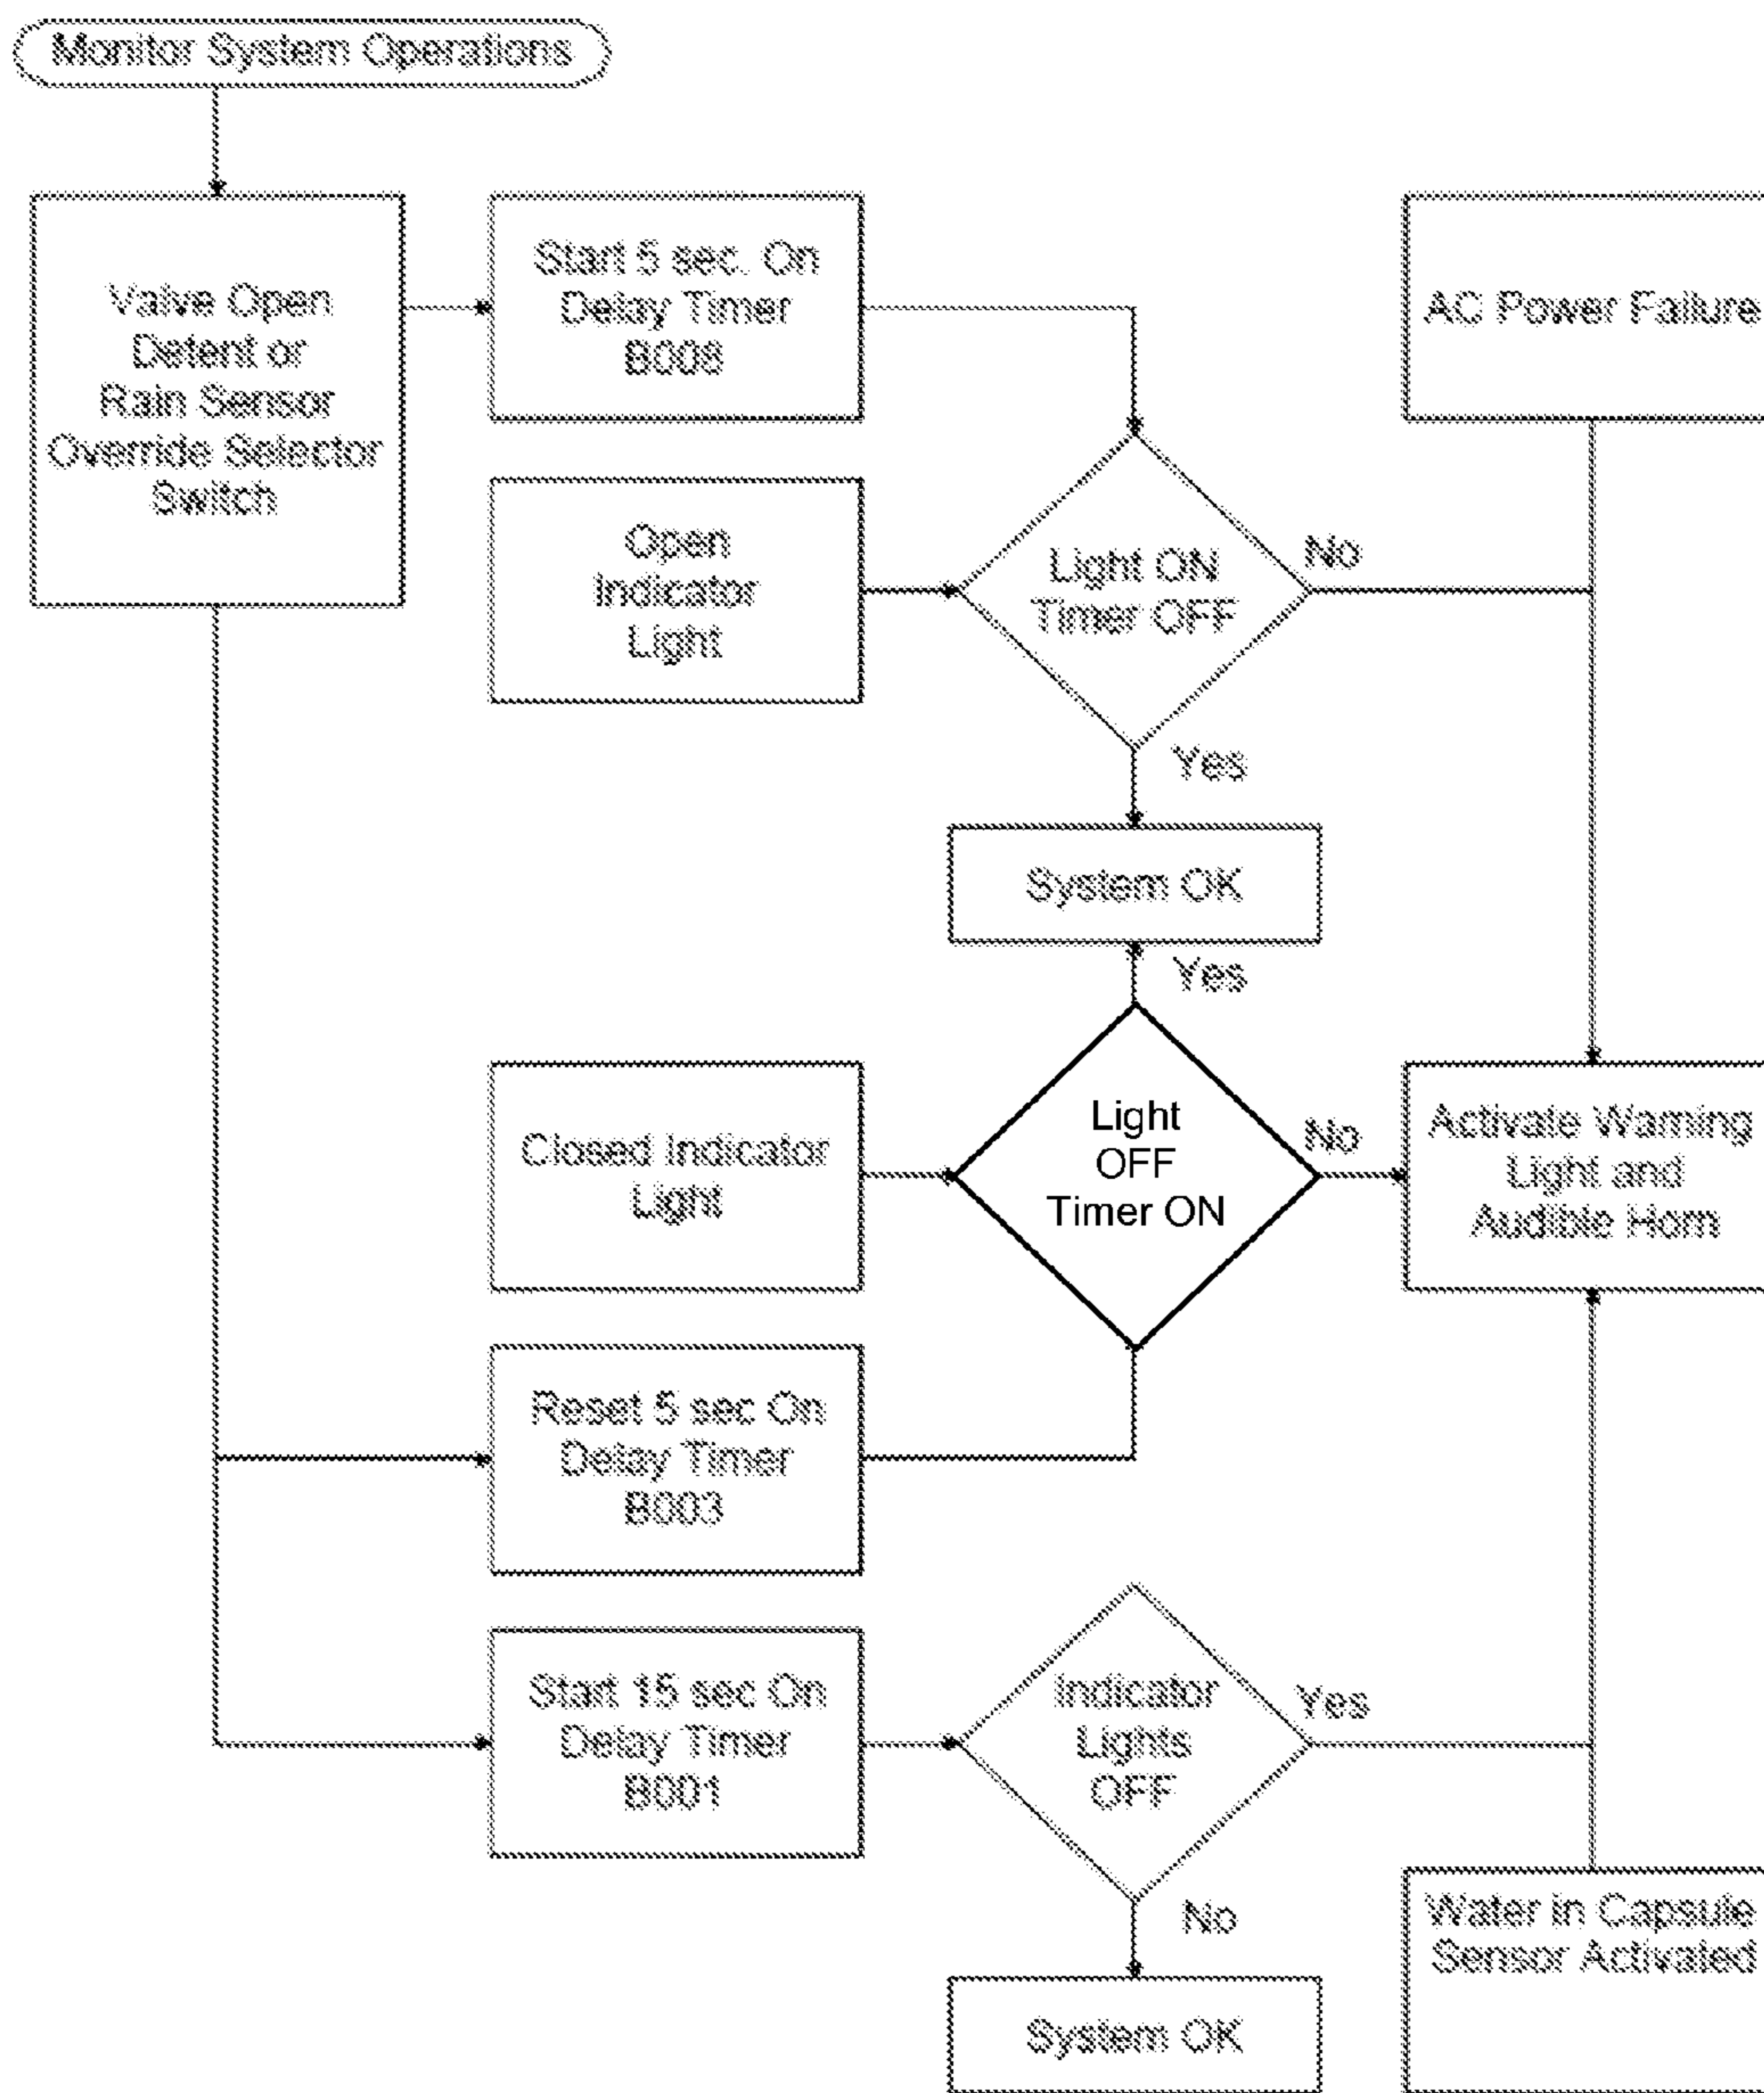 Monitor System Operations
Valve Open
Detent or
Rain Sensor
Override Selector
Switch
Start 5 sec. On
Delay Timer
B008
AC Power Failure
Open
Indicator
Light
Light ON
Timer OFF
No
Yes
System OK
Yes
Closed Indicator
Light
Light
OFF
Timer ON
No
Activate Warning
Light and
Audible Horn
Reset 5 sec On
Delay Timer
B003
Start 15 sec On
Delay Timer
B001
Indicator
Lights
OFF
Yes
No
Water in Capsule
Sensor Activated
System OK